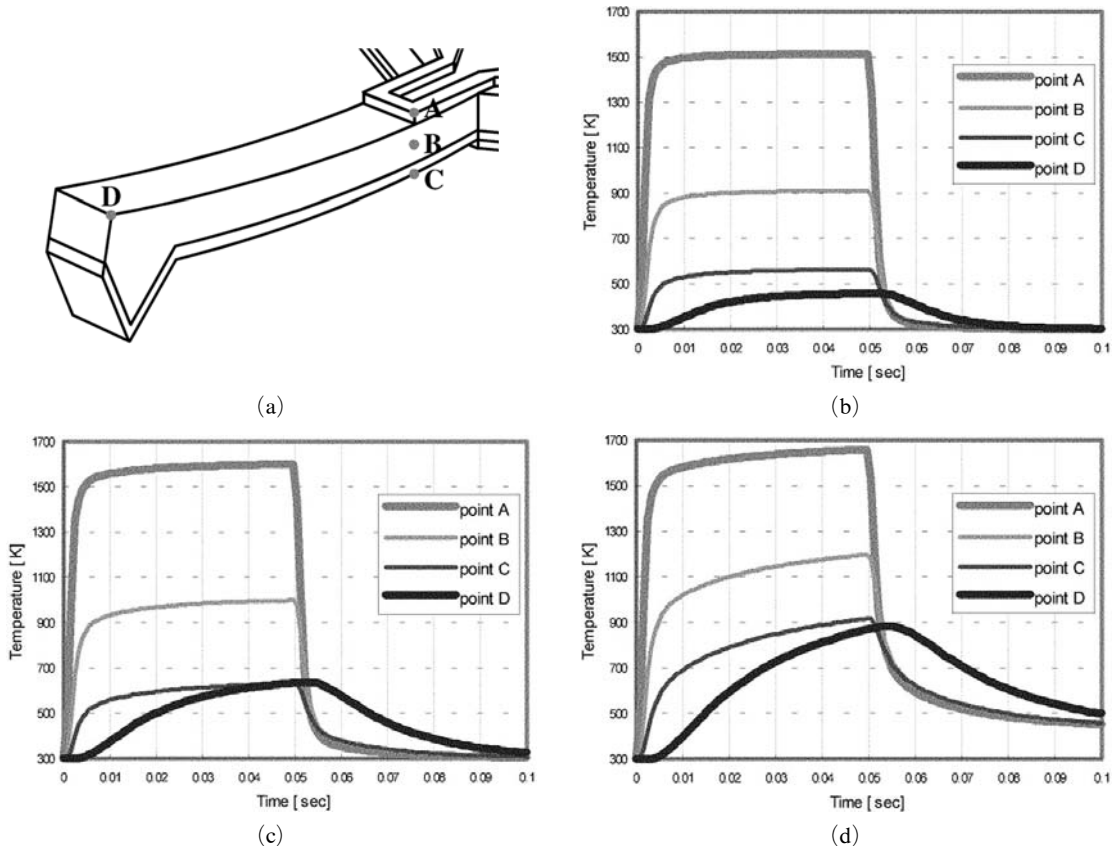 A
B
C
D
(a)
1700
1500
1300
1100
900
700
500
300
Temperature [ K]
0 0.01 0.02 0.03 0.04 0.05 0.06 0.07 0.08 0.09 0.1
Time [ sec]
point A
point B
point C
point D
(b)
1700
1500
1300
1100
900
700
500
300
Temperature [ K]
0 0.01 0.02 0.03 0.04 0.05 0.06 0.07 0.08 0.09 0.1
Time [ sec]
point A
point B
point C
point D
(c)
1700
1500
1300
1100
900
700
500
300
Temperature [ K]
0 0.01 0.02 0.03 0.04 0.05 0.06 0.07 0.08 0.09 0.1
Time [ sec]
point A
point B
point C
point D
(d)